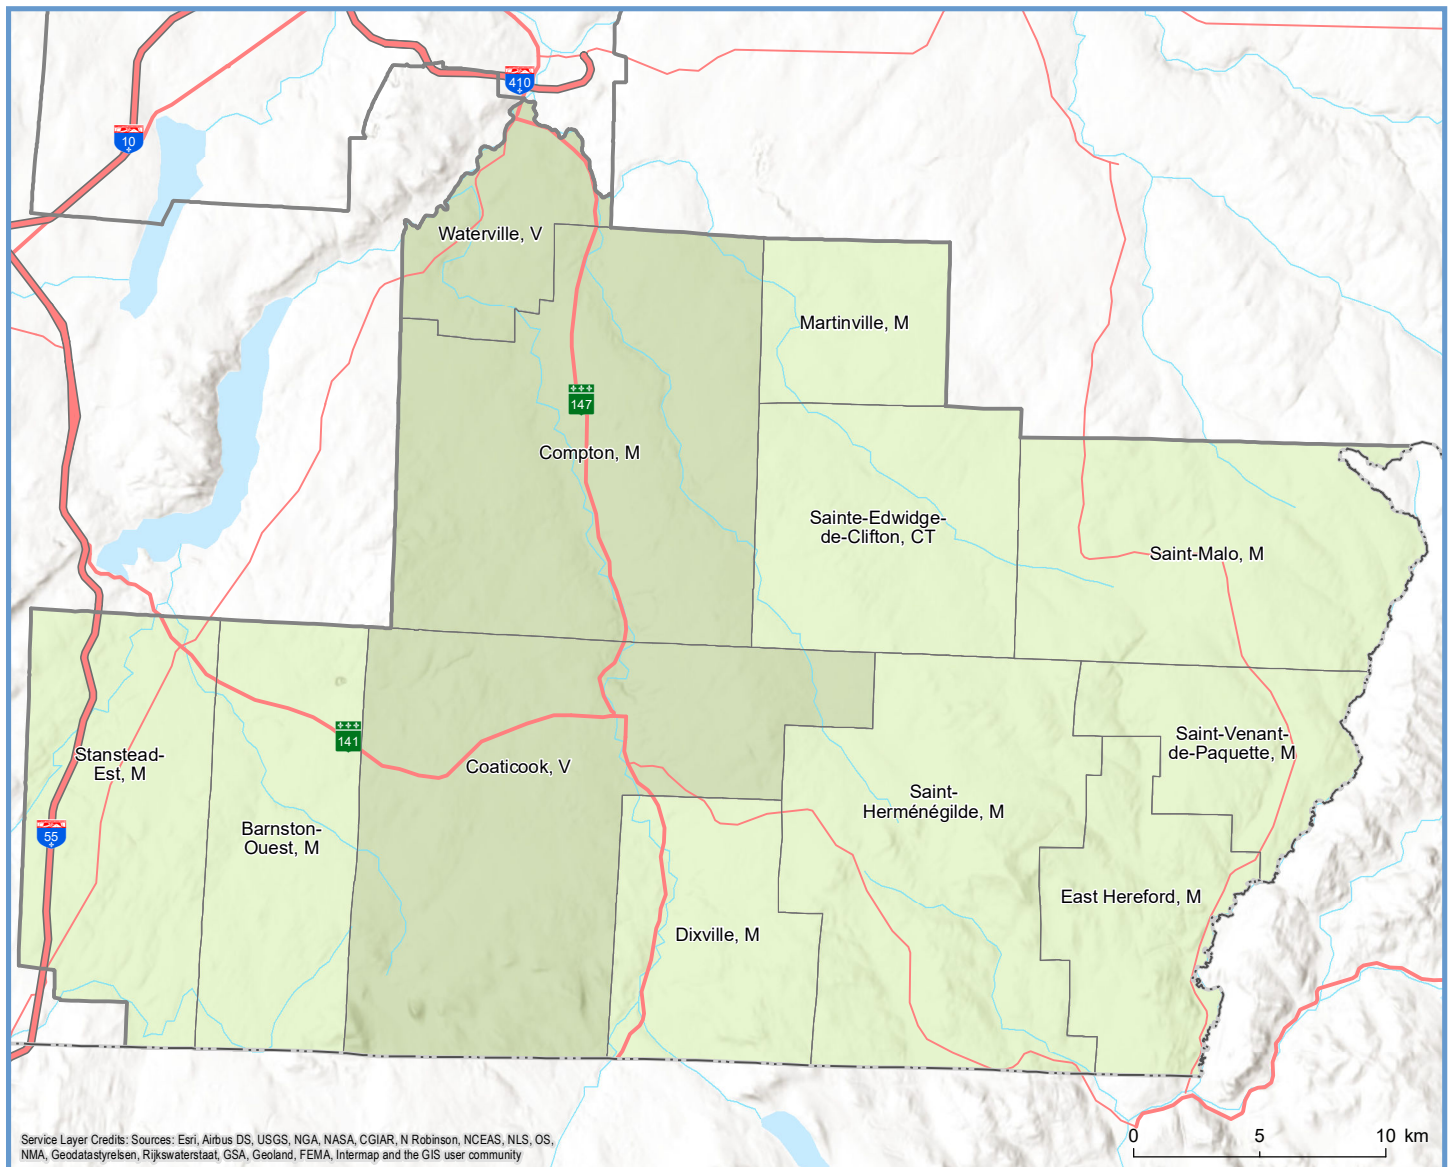 410
10
Waterville, V
Martinville, M
147
Compton, M
Sainte-Edwidge-
de-Clifton, CT
Saint-Malo, M
141
Stanstead-
Est, M
Coaticook, V
Saint-Venant-
de-Paquette, M
Saint-
Herménégilde, M
55
Barnston-
Ouest, M
East Hereford, M
Dixville, M
0 5 10 km
Service Layer Credits: Sources: Esri, Airbus DS, USGS, NGA, NASA, CGIAR, N Robinson, NCEAS, NLS, OS,
NMA, Geodatastyrelsen, Rijkswaterstaat, GSA, Geoland, FEMA, Intermap and the GIS user community